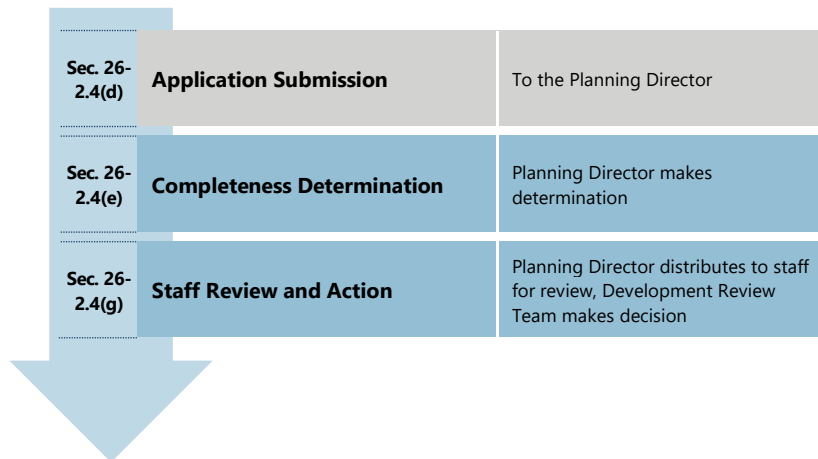 Sec. 26-
2.4(d)
Application Submission
To the Planning Director
Sec. 26-
2.4(e)
Completeness Determination
Planning Director makes
determination
Sec. 26-
2.4(g)
Staff Review and Action
Planning Director distributes to staff
for review, Development Review
Team makes decision